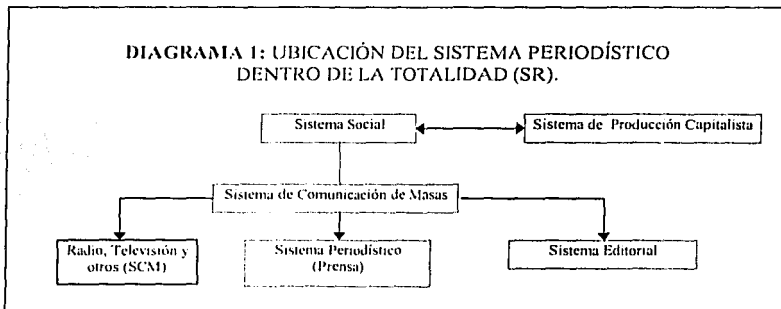 DIAGRAMA 1: UBICACIÓN DEL SISTEMA PERIODÍSTICO
DENTRO DE LA TOTALIDAD (SR).
Sistema Social
Sistema de Producción Capitalista
Sistema de Comunicación de Masas
Radio, Televisión y
otros (SCM)
Sistema Periodístico
(Prensa)
Sistema Editorial